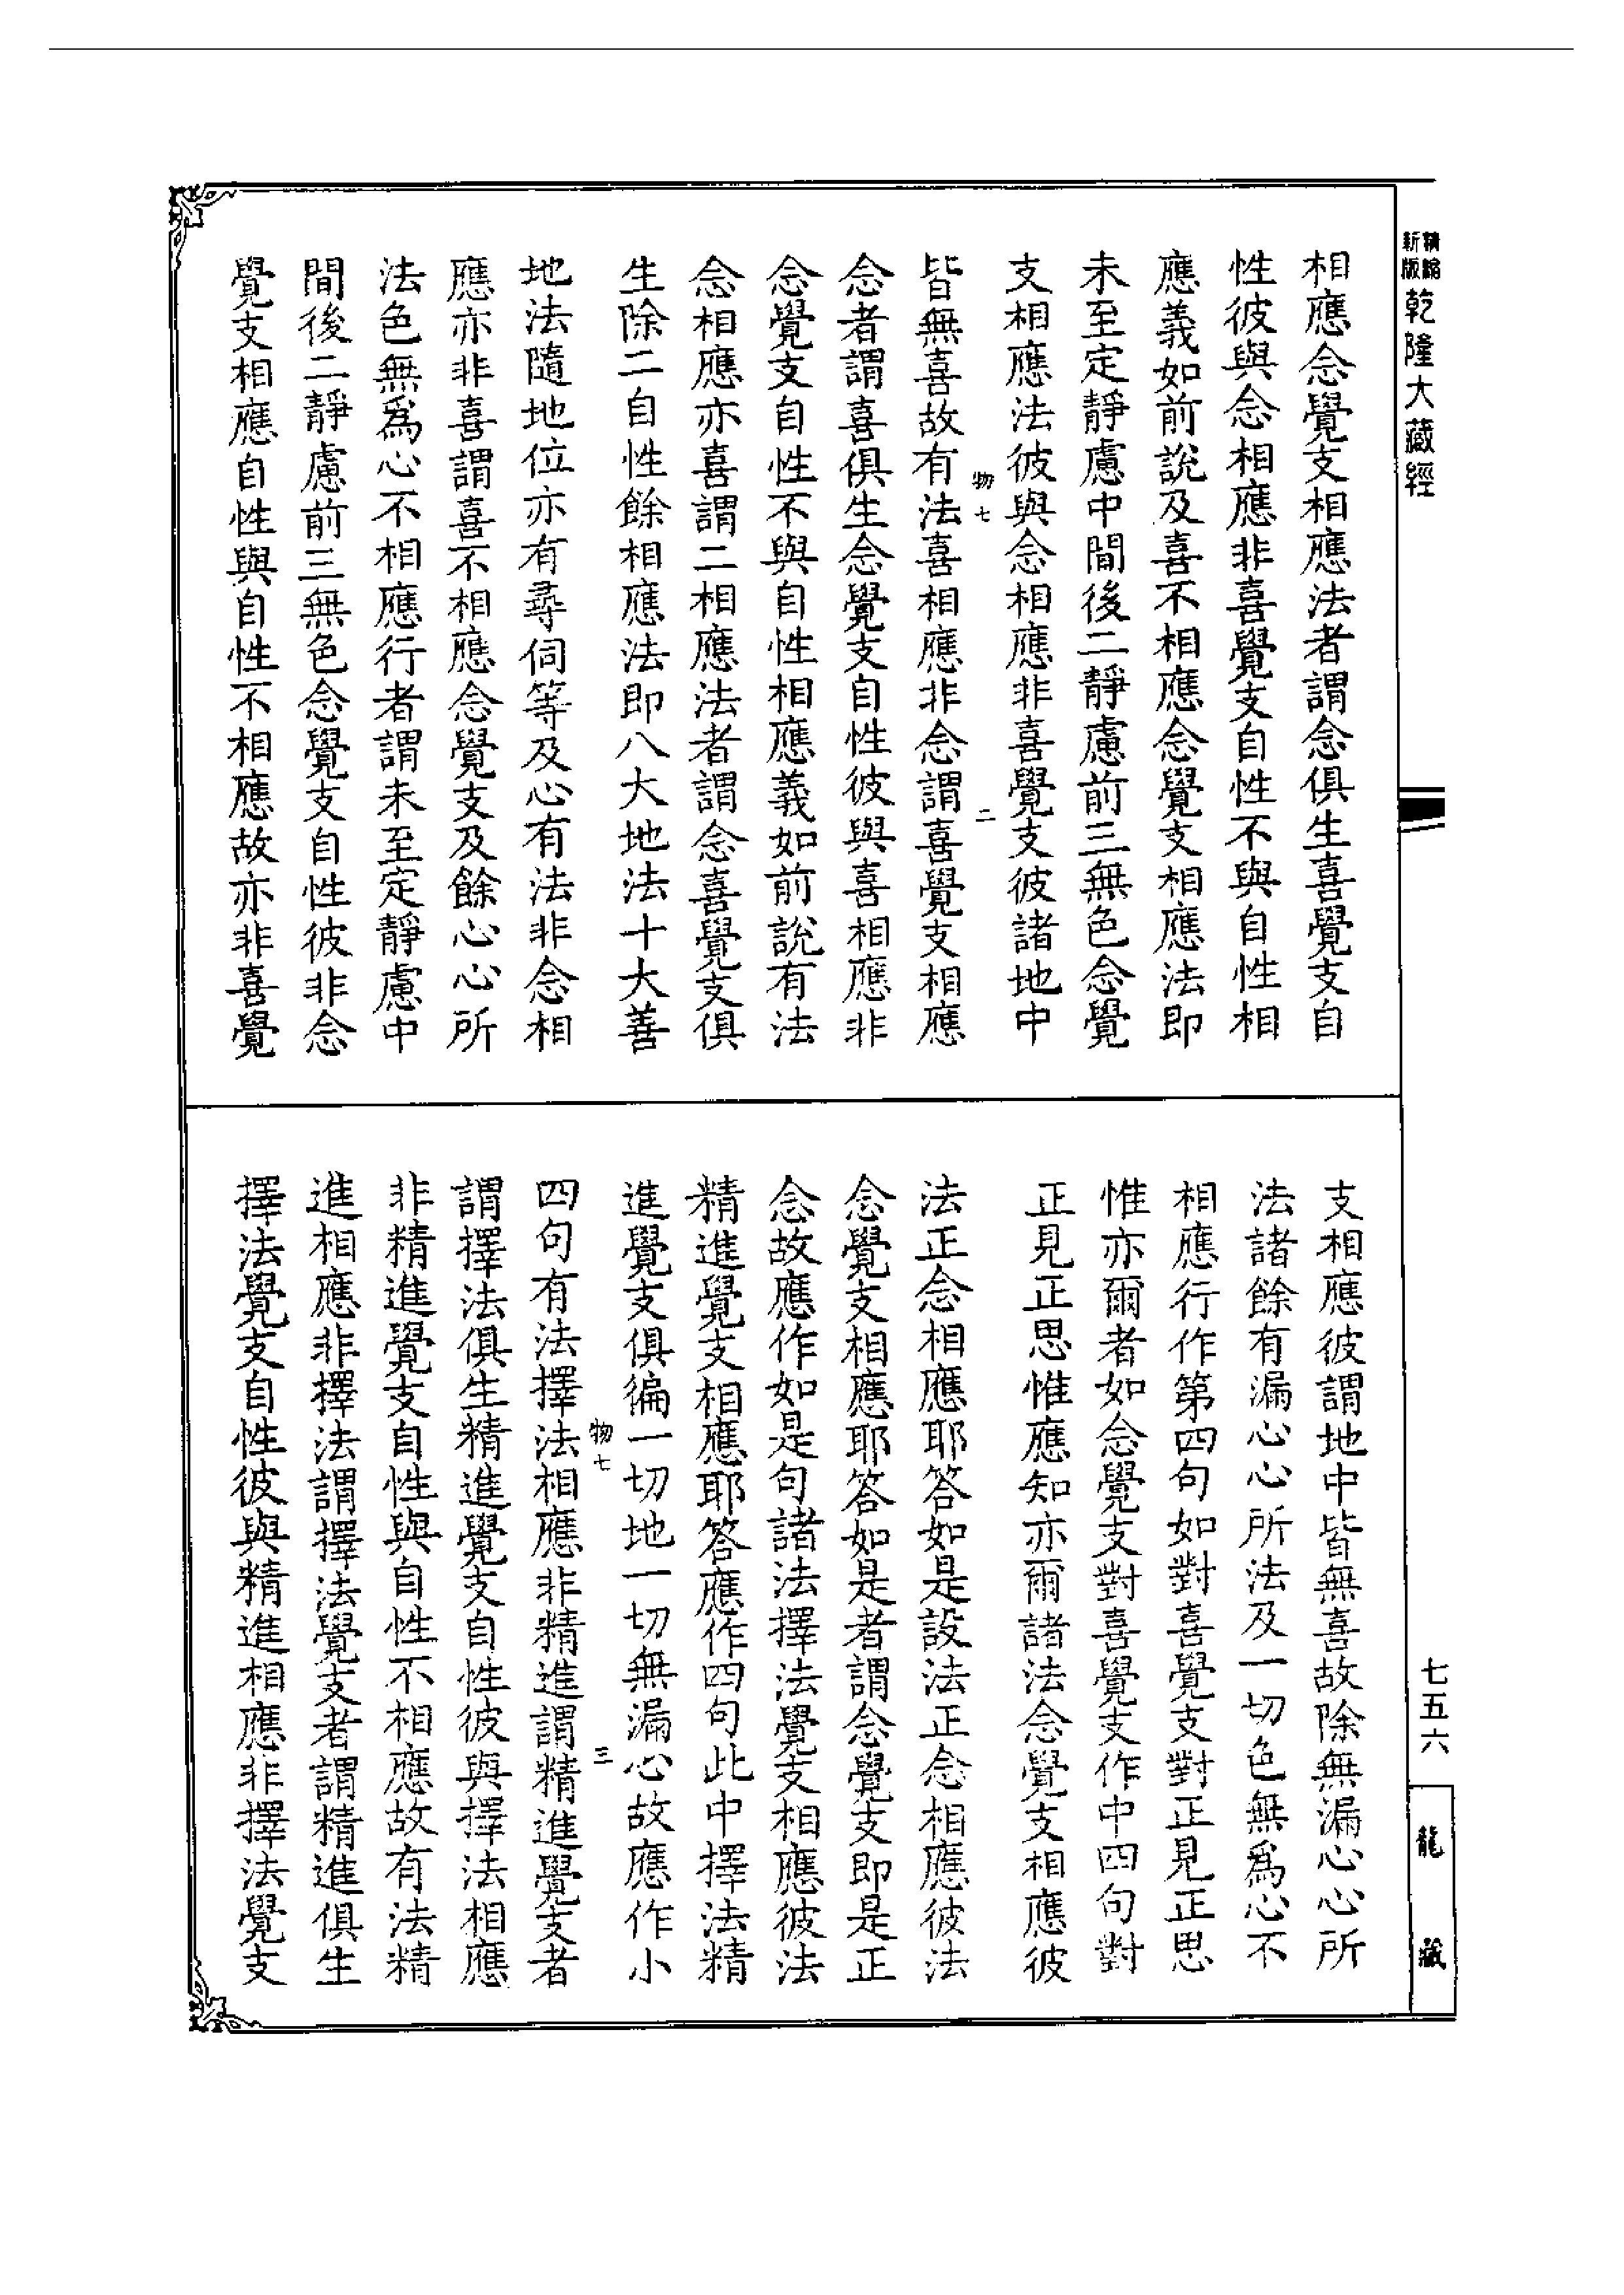 精縮新版乾隆大藏經
相應念覺支相應法者謂念俱生喜覺支自
性彼與念相應非喜覺支自性不與自性相
應義如前說及喜不相應念覺支相應法即
未至定靜慮中間後二靜慮前三無色念覺
支相應法彼與念相應非喜覺支彼諸地中
物七 二
皆無喜故有法喜相應非念謂喜覺支相應
念者謂喜俱生念覺支自性彼與喜相應非
念覺支自性不與自性相應義如前說有法
念相應亦喜謂二相應法者謂念喜覺支俱
生除二自性餘相應法即八大地法十大善
地法隨地位亦有尋伺等及心有法非念相
應亦非喜謂喜不相應念覺支及餘心心所
法色無為心不相應行者謂未至定靜慮中
間後二靜慮前三無色念覺支自性彼非念
覺支相應自性與自性不相應故亦非喜覺
支相應彼謂地中皆無喜故除無漏心心所
法諸餘有漏心心所法及一切色無為心不
相應行作第四句如對喜覺支對正見正思
惟亦爾者如念覺支對喜覺支作中四句對
正見正思惟應知亦爾諸法念覺支相應彼
法正念相應耶答如是設法正念相應彼法
念覺支相應耶答如是者謂念覺支即是正
念故應作如是句諸法擇法覺支相應彼法
精進覺支相應耶答應作四句此中擇法精
進覺支俱徧一切地一切無漏心故應作小
物七 三
四句有法擇法相應非精進謂精進覺支者
謂擇法俱生精進覺支自性彼與擇法相應
非精進覺支自性與自性不相應故有法精
進相應非擇法謂擇法覺支者謂精進俱生
擇法覺支自性彼與精進相應非擇法覺支
七五六
龍藏